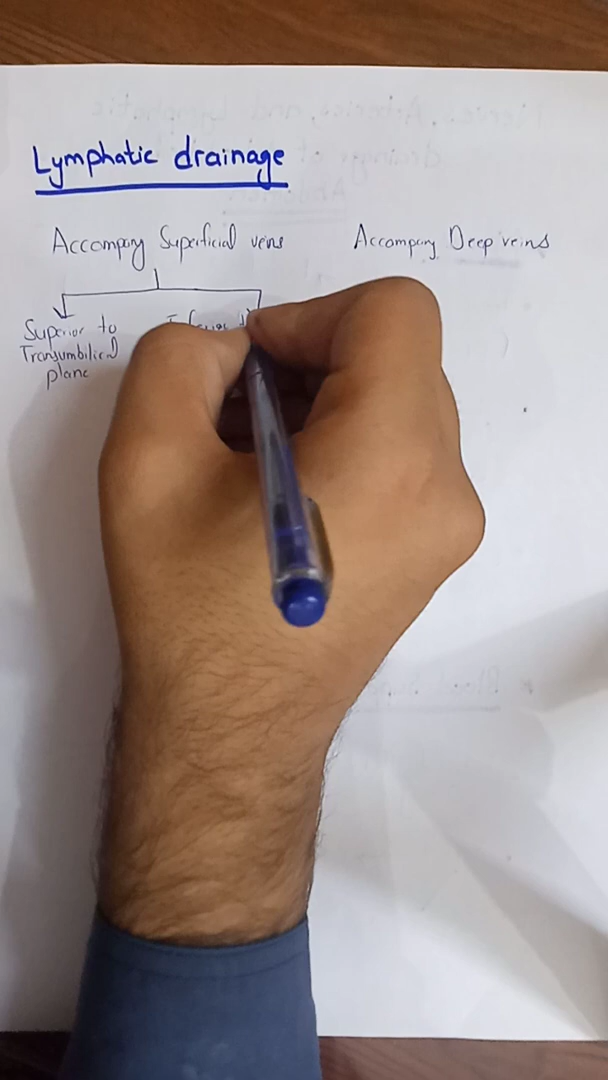 Lymphatic drainage
Accompany Superficial veins
Accompany Deep veins
Superior to
Transumbilical
plane